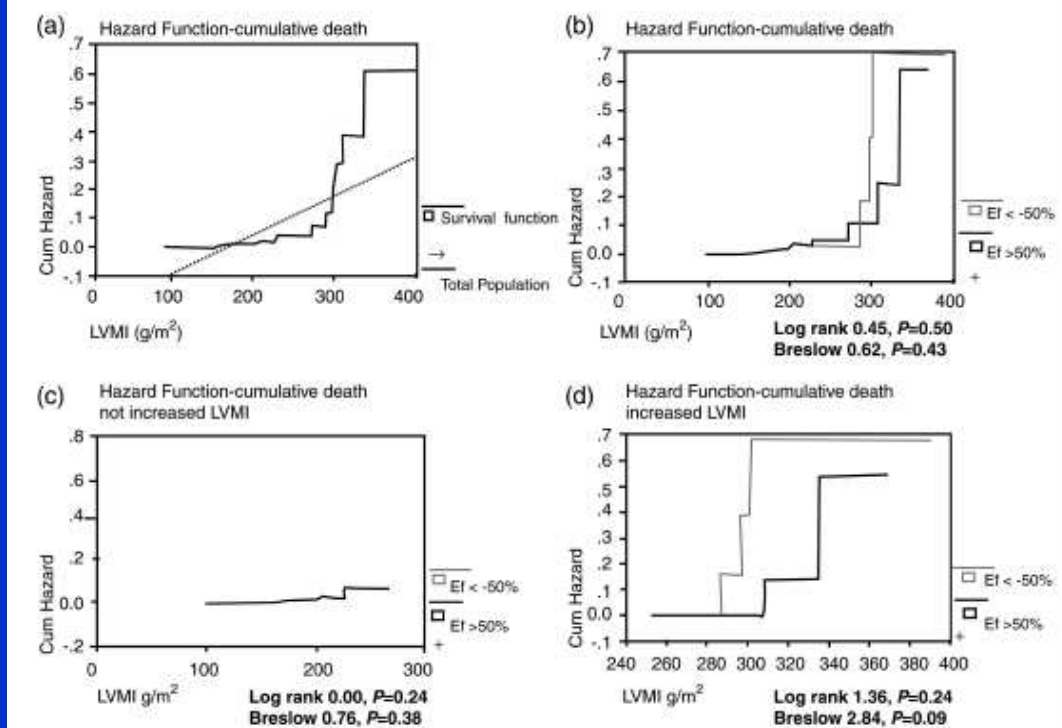 (a) Hazard Function-cumulative death
.7
.6
.5
.4
.3
.2
.1
0.0
-.1
Cum Hazard
0 100 200 300 400
LVMI (g/m²)
Survival function
→
Total Population
(b) Hazard Function-cumulative death
.7
.6
.5
.4
.3
.2
.1
0.0
-.1
Cum Hazard
0 100 200 300 400
LVMI (g/m²)
Ef < -50%
Ef >50%
+
Log rank 0.45, P=0.50
Breslow 0.62, P=0.43
(c) Hazard Function-cumulative death
not increased LVMI
.8
.6
.4
.2
0.0
-.2
Cum Hazard
0 100 200 300
LVMI g/m²
Ef < -50%
Ef >50%
+
Log rank 0.00, P=0.24
Breslow 0.76, P=0.38
(d) Hazard Function-cumulative death
increased LVMI
.7
.6
.5
.4
.3
.2
.1
0.0
-.1
Cum Hazard
240 260 280 300 320 340 360 380 400
LVMI g/m²
Ef < -50%
Ef >50%
+
Log rank 1.36, P=0.24
Breslow 2.84, P=0.09